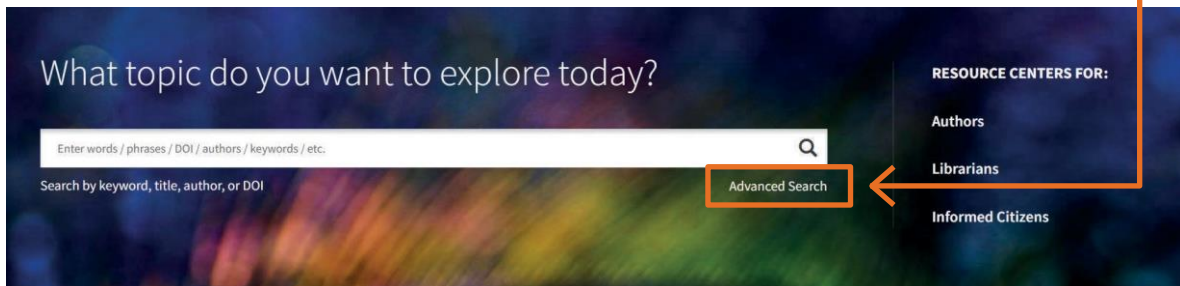 What topic do you want to explore today?
Enter words / phrases / DOI / authors / keywords / etc.
Search by keyword, title, author, or DOI
Advanced Search
RESOURCE CENTERS FOR:
Authors
Librarians
Informed Citizens